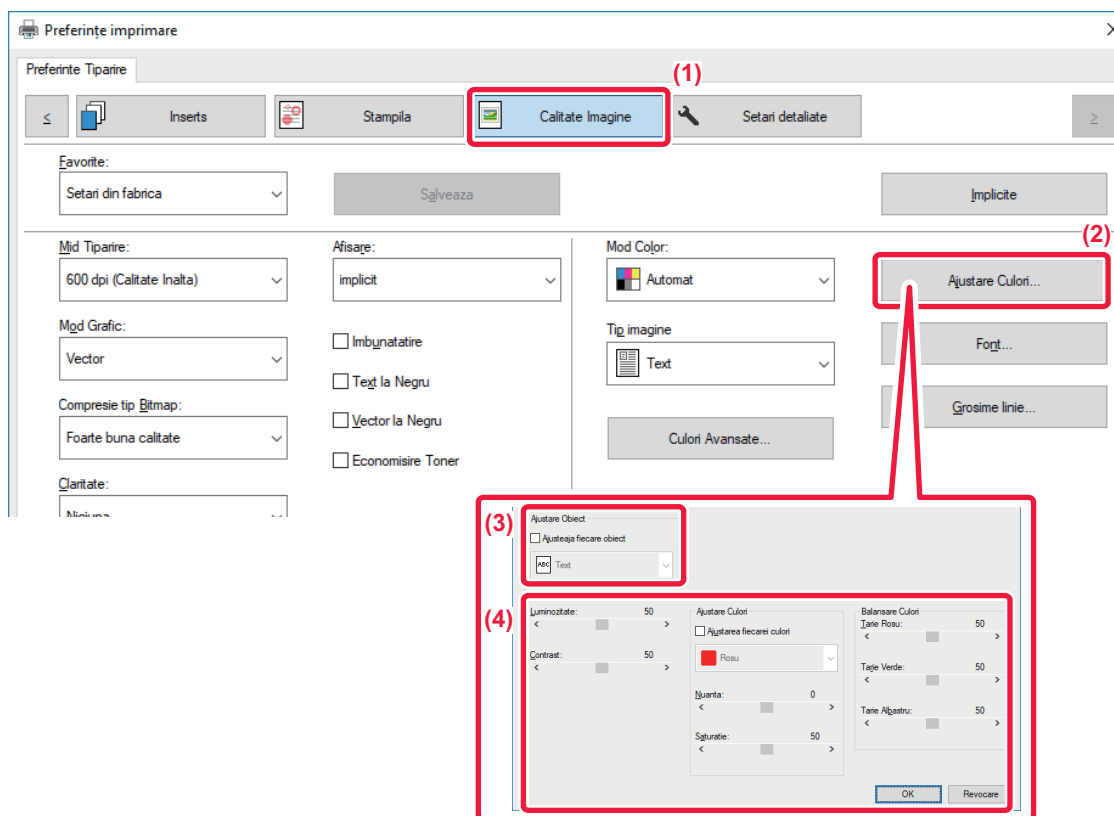 Preferințe imprimare
Preferinte Tiparire
(1)
< Inserts Stampila Calitate Imagine Setari detaliate >
Favorite:
Setari din fabrica Salveaza Implicite
(2)
Mid Tiparire: Afisare: Mod Color:
600 dpi (Calitate Inalta) implicit Automat Ajustare Culori...
Mod Grafic: Tip imagine
Vector Imbunatatire Text Font...
Text la Negru
Compresie tip Bitmap: Vector la Negru Grosime linie...
Foarte buna calitate Culori Avansate...
Economisire Toner
Claritate:
Niciuna
(3)
Ajustare Obiect
Ajusteaja fiecare obiect
ABC Text
(4)
Luminozitate: 50 Ajustare Culori Balansare Culori
Ajustarea fiecarei culori Tarie Rosu: 50
Contrast: 50 Rosu
Tarie Verde: 50
Nuanta: 0
Tarie Albastru: 50
Saturatie: 50
OK Revocare